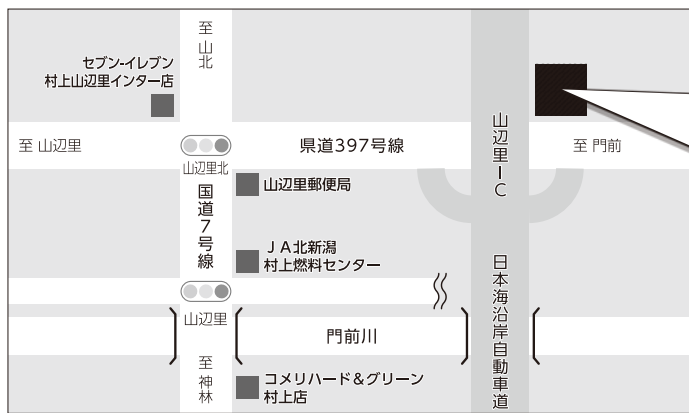 至 山北
セブン-イレブン
村上山辺里インター店
至 山辺里
山辺里北
県道397号線
山辺里IC
至 門前
国道7号線
山辺里郵便局
JA北新潟
村上燃料センター
日本海沿岸自動車道
山辺里
門前川
至 神林
コメリハード&グリーン
村上店